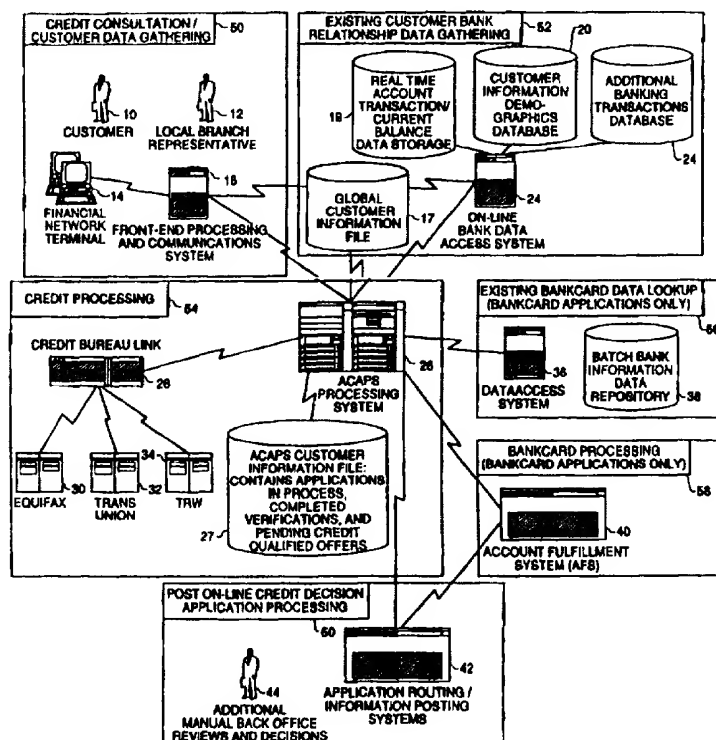 CREDIT CONSULTATION /
CUSTOMER DATA GATHERING
50
10
CUSTOMER
12
LOCAL BRANCH
REPRESENTATIVE
14
FINANCIAL
NETWORK
TERMINAL
16
FRONT-END PROCESSING
AND COMMUNICATIONS
SYSTEM
EXISTING CUSTOMER BANK
RELATIONSHIP DATA GATHERING
52
20
REAL TIME
ACCOUNT
TRANSACTION/
CURRENT
BALANCE
DATA STORAGE
CUSTOMER
INFORMATION
DEMO-
GRAPHICS
DATABASE
ADDITIONAL
BANKING
TRANSACTIONS
DATABASE
24
GLOBAL
CUSTOMER
INFORMATION
FILE
17
24
ON-LINE
BANK DATA
ACCESS SYSTEM
CREDIT PROCESSING
54
CREDIT BUREAU LINK
28
ACAPS
PROCESSING
SYSTEM
26
30
EQUIFAX
32
TRANS
UNION
34
TRW
27
ACAPS CUSTOMER
INFORMATION FILE:
CONTAINS APPLICATIONS
IN PROCESS,
COMPLETED
VERIFICATIONS, AND
PENDING CREDIT
QUALIFIED OFFERS
EXISTING BANKCARD DATA LOOKUP
(BANKCARD APPLICATIONS ONLY)
36
DATAACCESS
SYSTEM
BATCH BANK
INFORMATION
DATA
REPOSITORY
38
BANKCARD PROCESSING
(BANKCARD APPLICATIONS ONLY)
58
40
ACCOUNT FULFILLMENT
SYSTEM (AFS)
POST ON-LINE CREDIT DECISION
APPLICATION PROCESSING
60
44
ADDITIONAL
MANUAL BACK OFFICE
REVIEWS AND DECISIONS
42
APPLICATION ROUTING /
INFORMATION POSTING
SYSTEMS